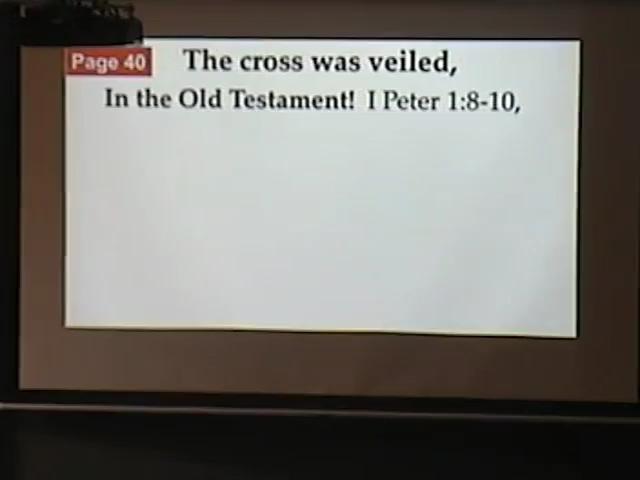 Page 40 The cross was veiled,
In the Old Testament! I Peter 1:8-10,